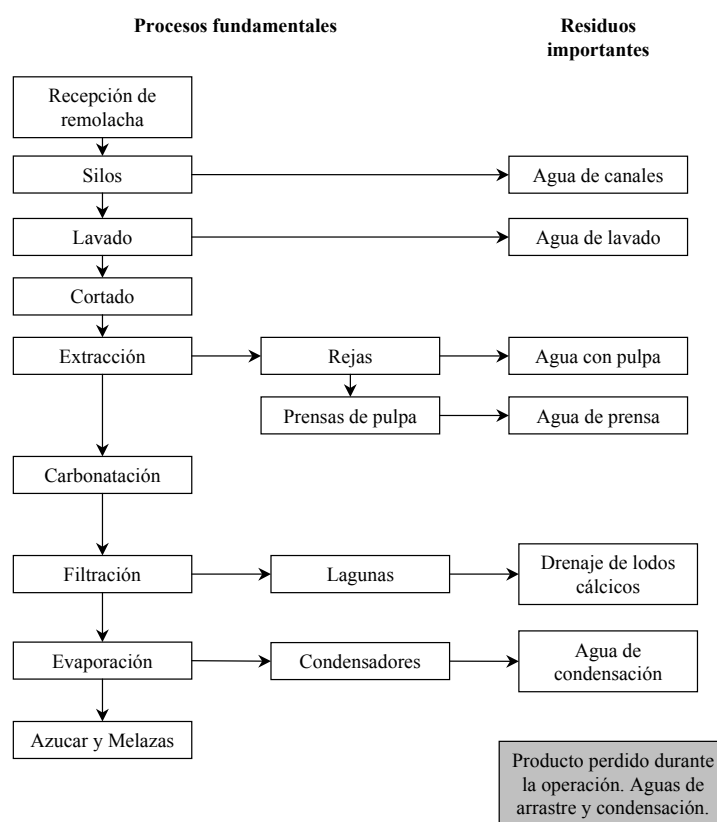 Procesos fundamentales
Residuos
importantes
Recepción de
remolacha
Silos
Agua de canales
Lavado
Agua de lavado
Cortado
Extracción
Rejas
Agua con pulpa
Prensas de pulpa
Agua de prensa
Carbonatación
Filtración
Lagunas
Drenaje de lodos
cálcicos
Evaporación
Condensadores
Agua de
condensación
Azucar y Melazas
Producto perdido durante
la operación. Aguas de
arrastre y condensación.